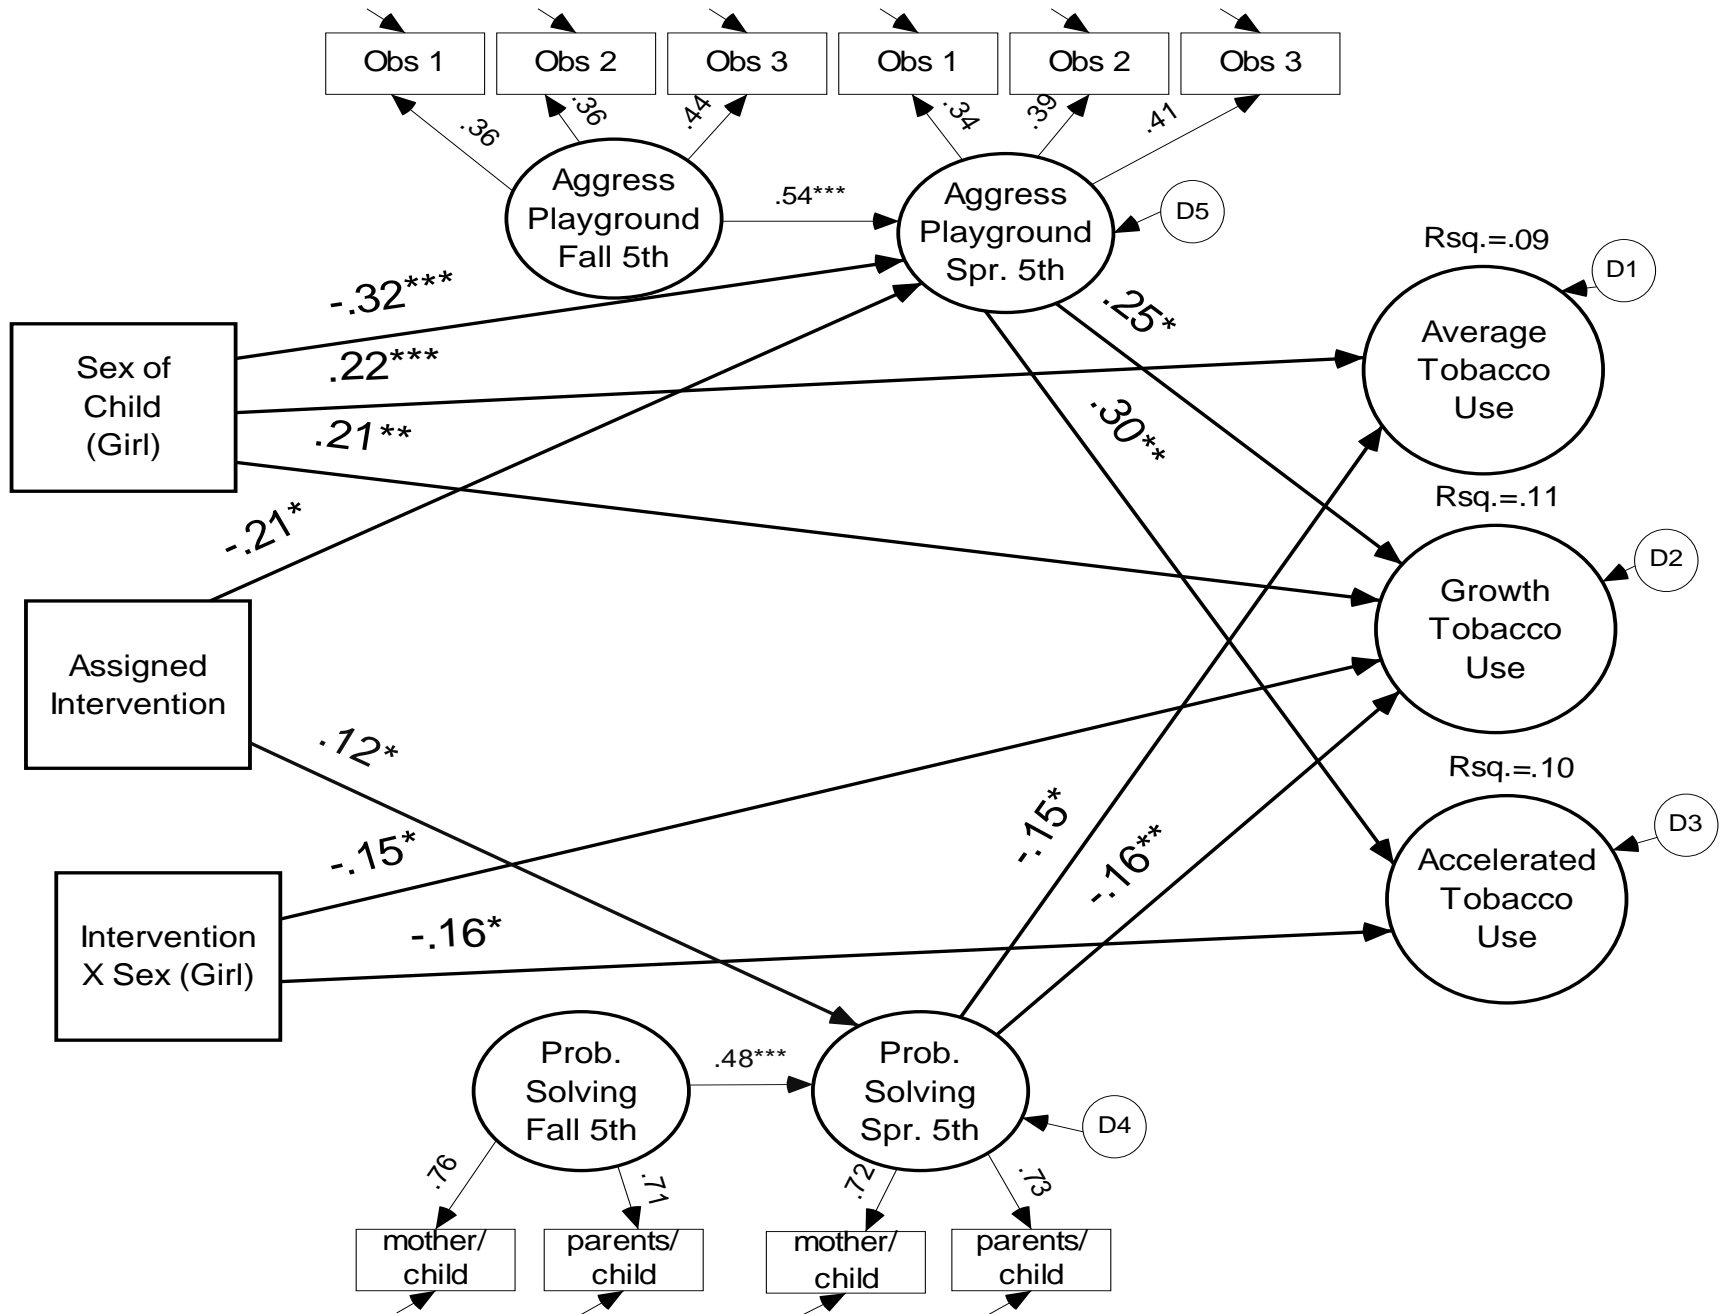 Obs 1
Obs 2
Obs 3
Obs 1
Obs 2
Obs 3
.36
.36
.44
.34
.39
.41
Aggress
Playground
Fall 5th
.54***
Aggress
Playground
Spr. 5th
D5
Rsq.=.09
D1
Average
Tobacco
Use
-.32***
.22***
.21**
.25*
.30**
Sex of
Child
(Girl)
-.21*
Rsq.=.11
D2
Growth
Tobacco
Use
Assigned
Intervention
.12*
-.15*
-.16*
-.15*
-.16**
Rsq.=.10
D3
Accelerated
Tobacco
Use
Intervention
X Sex (Girl)
Prob.
Solving
Fall 5th
.48***
Prob.
Solving
Spr. 5th
D4
.76
.71
.72
.73
mother/
child
parents/
child
mother/
child
parents/
child